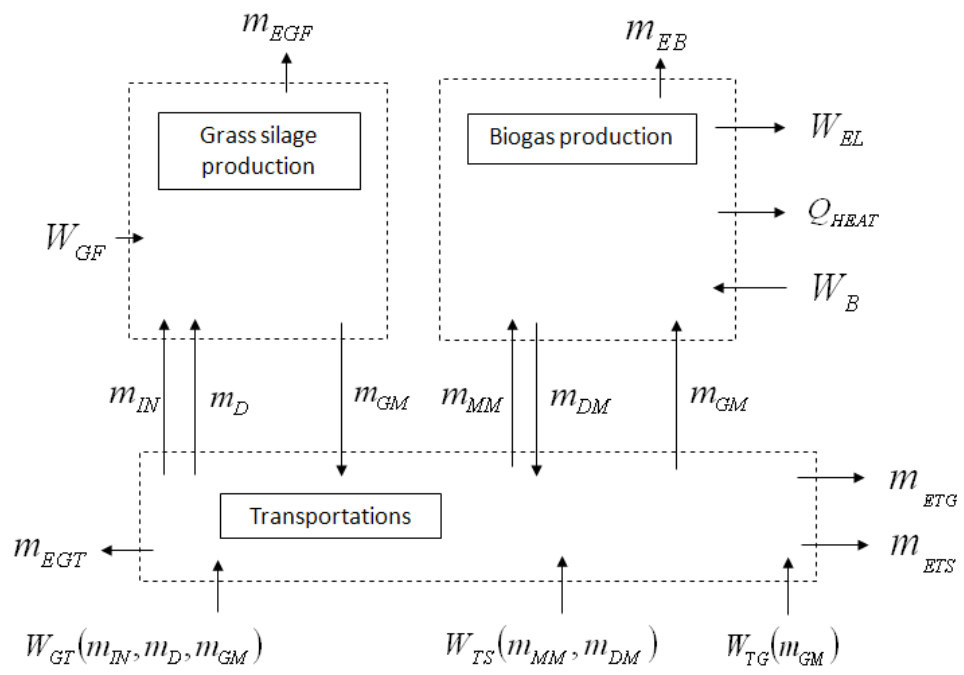 m_EGF
m_EB
Grass silage
production
Biogas production
W_EL
Q_HEAT
W_GF
W_B
m_IN
m_D
m_GM
m_MM
m_DM
m_GM
Transportations
m_ETG
m_EGT
m_ETS
W_GT(m_IN, m_D, m_GM)
W_TS(m_MM, m_DM)
W_TG(m_GM)